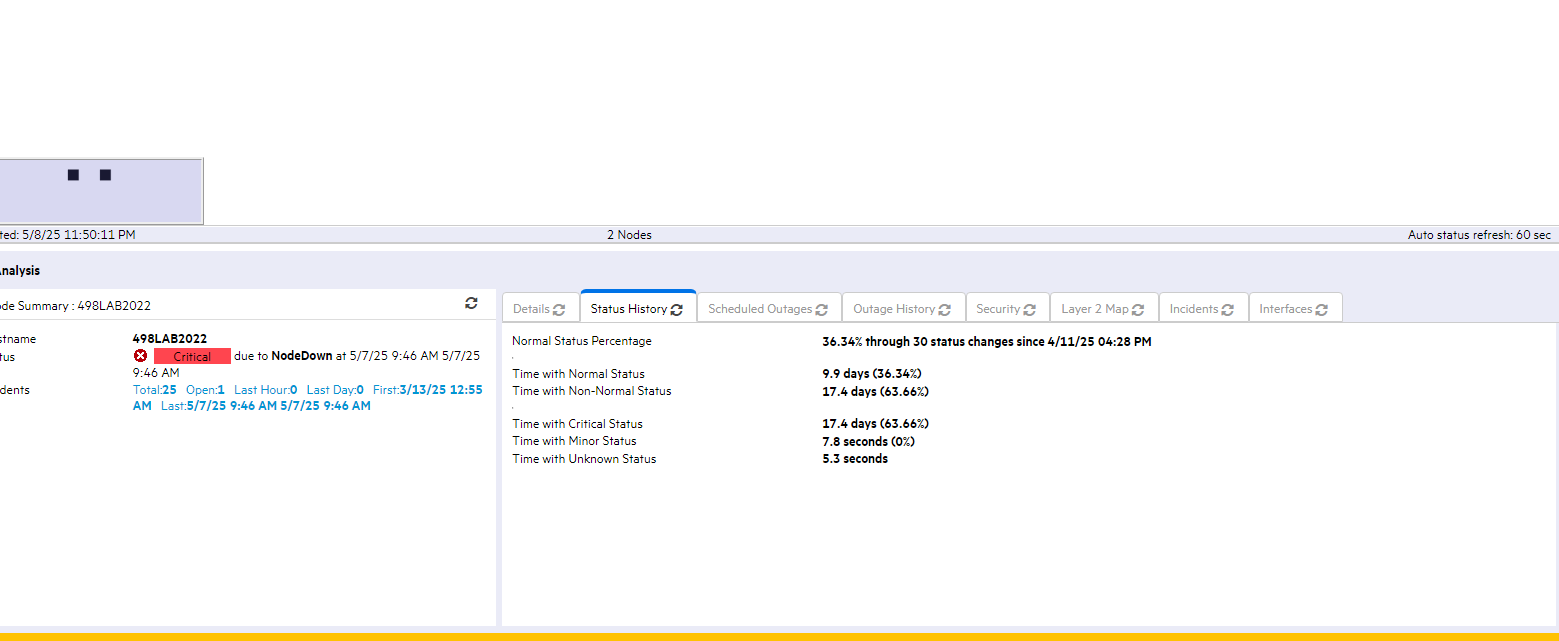 ted: 5/8/25 11:50:11 PM 2 Nodes Auto status refresh: 60 sec
Analysis
ode Summary : 498LAB2022
stname 498LAB2022
tus Critical due to NodeDown at 5/7/25 9:46 AM 5/7/25
9:46 AM
dents Total:25 Open:1 Last Hour:0 Last Day:0 First:3/13/25 12:55
AM Last:5/7/25 9:46 AM 5/7/25 9:46 AM
Details Status History Scheduled Outages Outage History Security Layer 2 Map Incidents Interfaces
Normal Status Percentage 36.34% through 30 status changes since 4/11/25 04:28 PM
.
Time with Normal Status 9.9 days (36.34%)
Time with Non-Normal Status 17.4 days (63.66%)
.
Time with Critical Status 17.4 days (63.66%)
Time with Minor Status 7.8 seconds (0%)
Time with Unknown Status 5.3 seconds